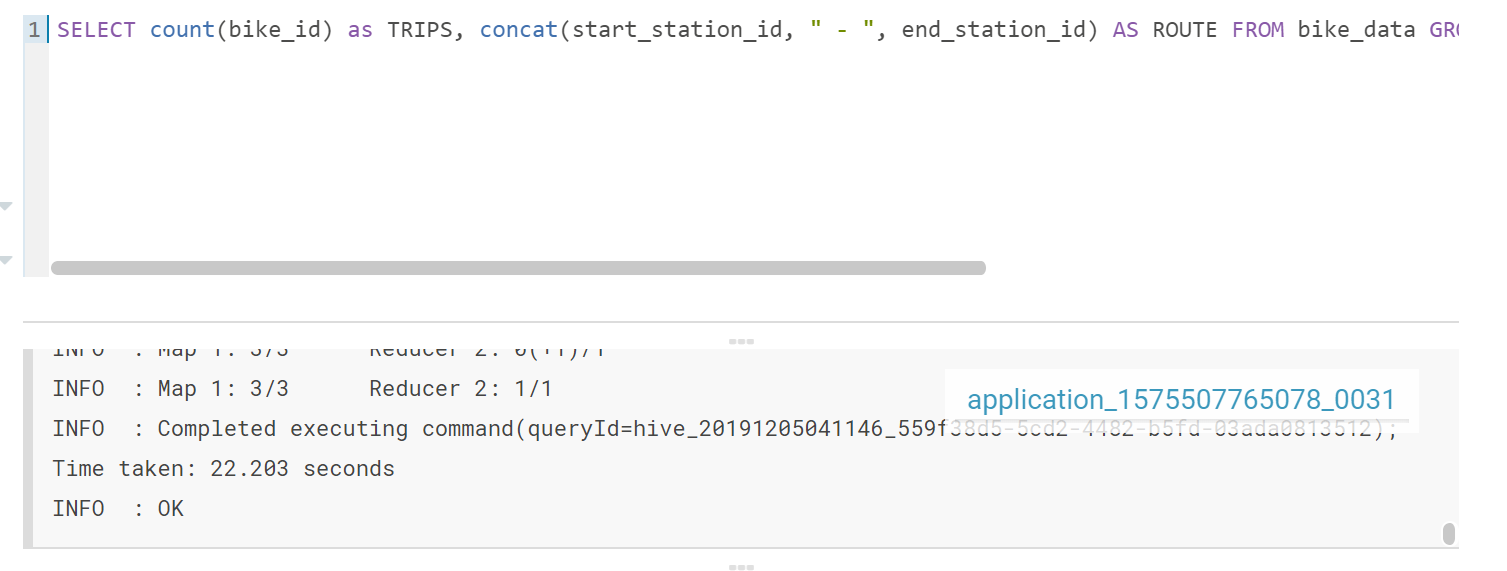 1 SELECT count(bike_id) as TRIPS, concat(start_station_id, " - ", end_station_id) AS ROUTE FROM bike_data GRO
INFO : Map 1: 3/3 Reducer 2: 0(+1)/1
INFO : Map 1: 3/3 Reducer 2: 1/1
application_1575507765078_0031
INFO : Completed executing command(queryId=hive_20191205041146_559f38d5-5cd2-4482-b5fd-03ada0813512);
Time taken: 22.203 seconds
INFO : OK